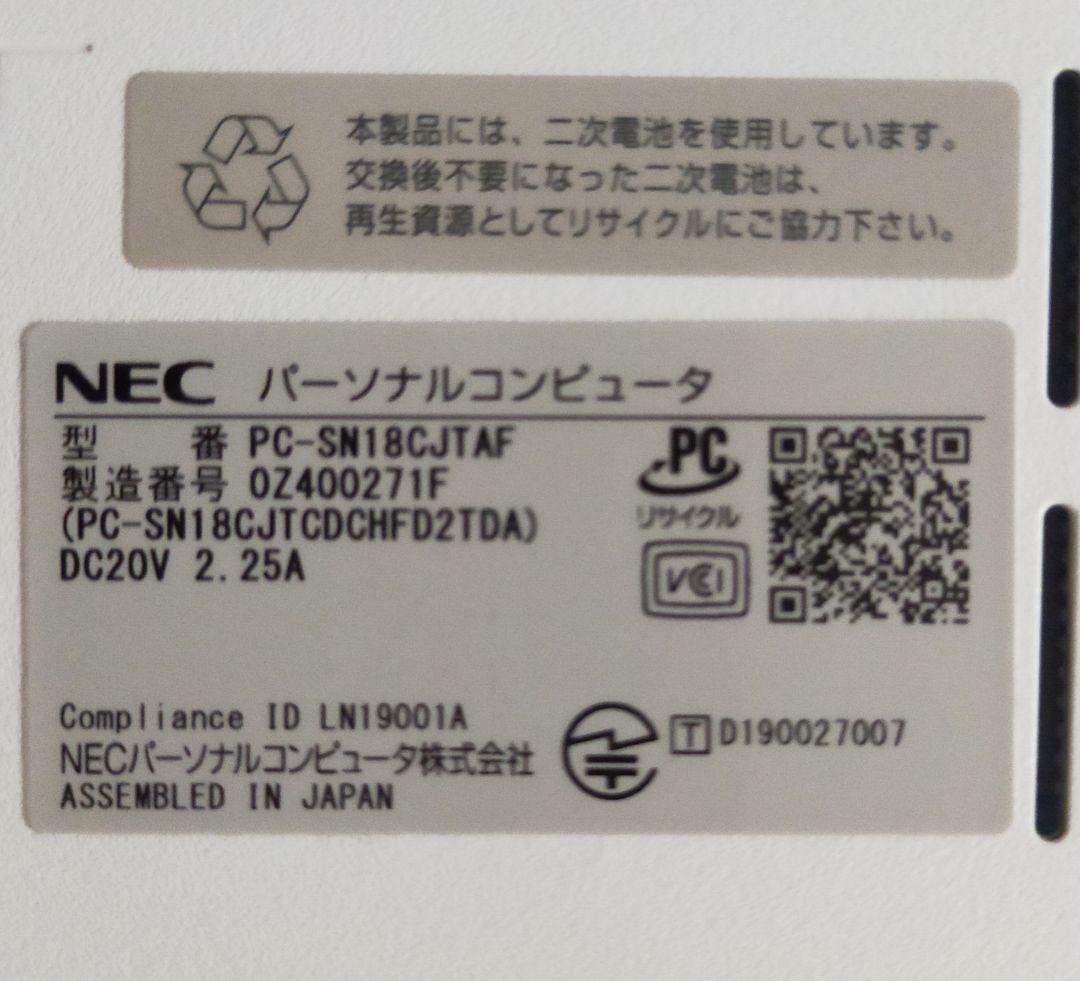 本製品には、二次電池を使用しています。
交換後不要になった二次電池は、
再生資源としてリサイクルにご協力下さい。
NEC パーソナルコンピュータ
型 番 PC-SN18CJTAF
製造番号 0Z400271F
(PC-SN18CJTCDCHFD2TDA)
DC20V 2.25A
PC
リサイクル
VCCI
Compliance ID LN19001A
NECパーソナルコンピュータ株式会社
ASSEMBLED IN JAPAN
T D190027007